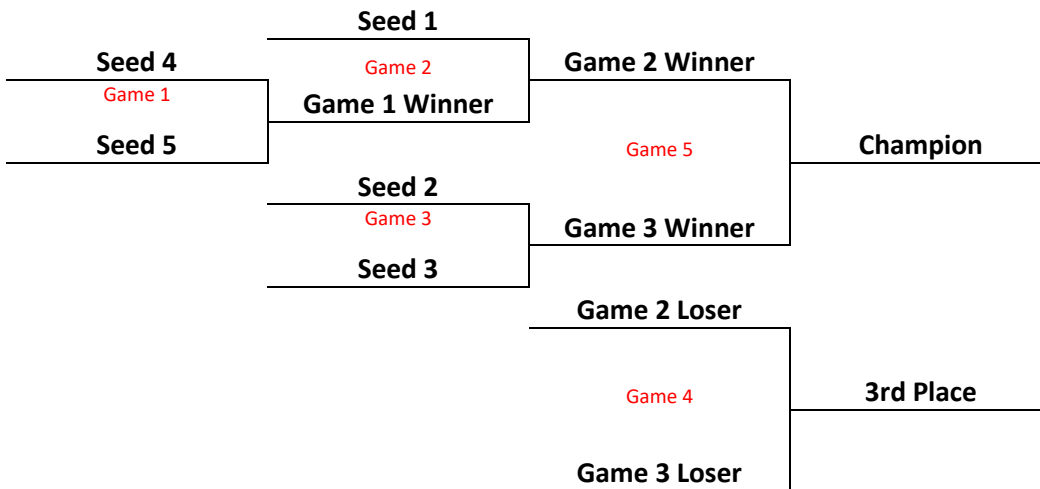 Seed 1
Seed 4
Game 2
Game 2 Winner
Game 1
Game 1 Winner
Seed 5
Game 5
Champion
Seed 2
Game 3
Game 3 Winner
Seed 3
Game 2 Loser
Game 4
3rd Place
Game 3 Loser